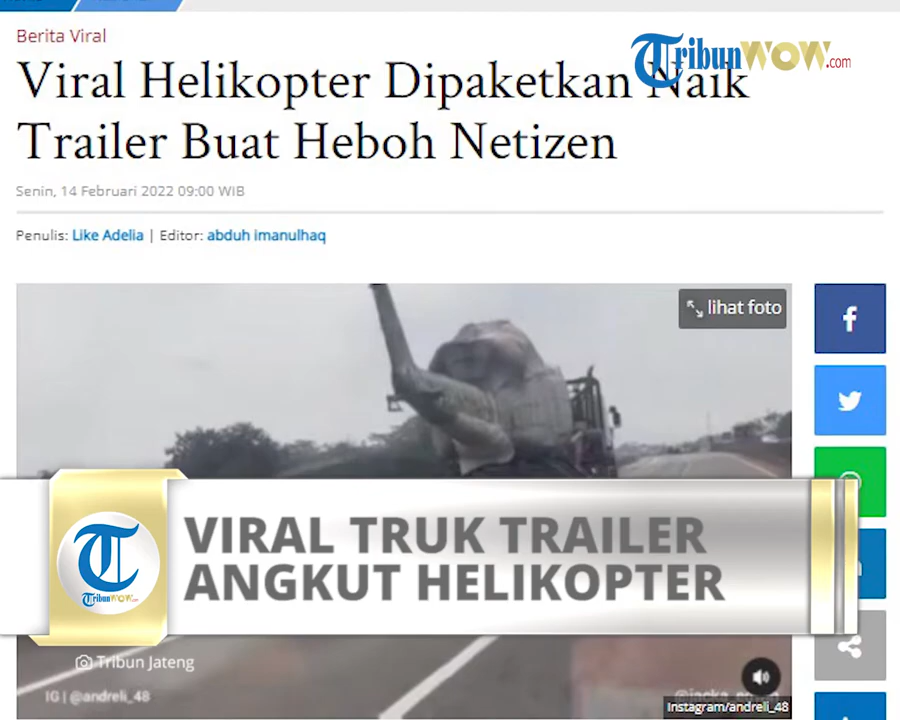 Berita Viral
TribunWOW.com
Viral Helikopter Dipaketkan Naik
Trailer Buat Heboh Netizen
Senin, 14 Februari 2022 09:00 WIB
Penulis: Like Adelia | Editor: abduh imanulhaq
lihat foto
VIRAL TRUK TRAILER
ANGKUT HELIKOPTER
TribunWOW.com
Tribun Jateng
IG | @andreli_48
Instagram/andreli_48